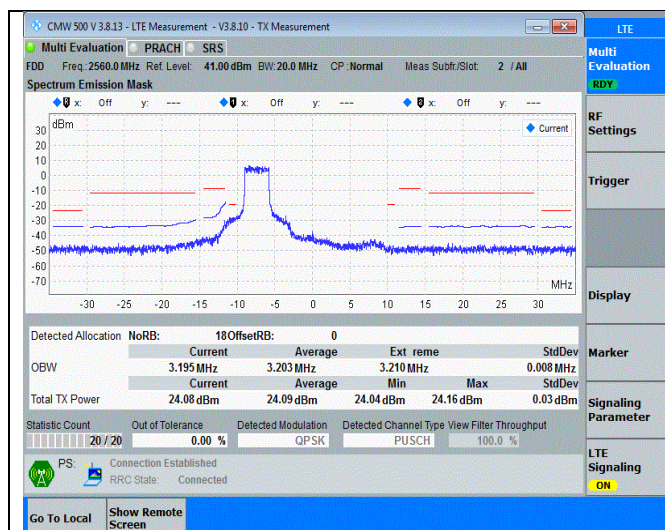 CMW 500 V 3.8.13 - LTE Measurement - V3.8.10 - TX Measurement
LTE
Multi Evaluation PRACH SRS
FDD Freq.:2560.0 MHz Ref. Level: 41.00 dBm BW:20.0 MHz CP :Normal Meas Subfr./Slot: 2 / All
Spectrum Emission Mask
x: Off y: --- x: Off y: --- x: Off y: ---
dBm
Current
30
20
10
0
-10
-20
-30
-40
-50
-60
-70
MHz
-30 -25 -20 -15 -10 -5 0 5 10 15 20 25 30
Detected Allocation NoRB: 18OffsetRB: 0
Current Average Ext reme StdDev
OBW 3.195 MHz 3.203 MHz 3.210 MHz 0.008 MHz
Current Average Min Max StdDev
Total TX Power 24.08 dBm 24.09 dBm 24.04 dBm 24.16 dBm 0.03 dBm
Statistic Count Out of Tolerance Detected Modulation Detected Channel Type View Filter Throughput
20 / 20 0.00 % QPSK PUSCH 100.0 %
PS: Connection Established
RRC State: Connected
Multi
Evaluation
RDY
RF
Settings
Trigger
Display
Marker
Signaling
Parameter
LTE
Signaling
ON
Go To Local
Show Remote
Screen